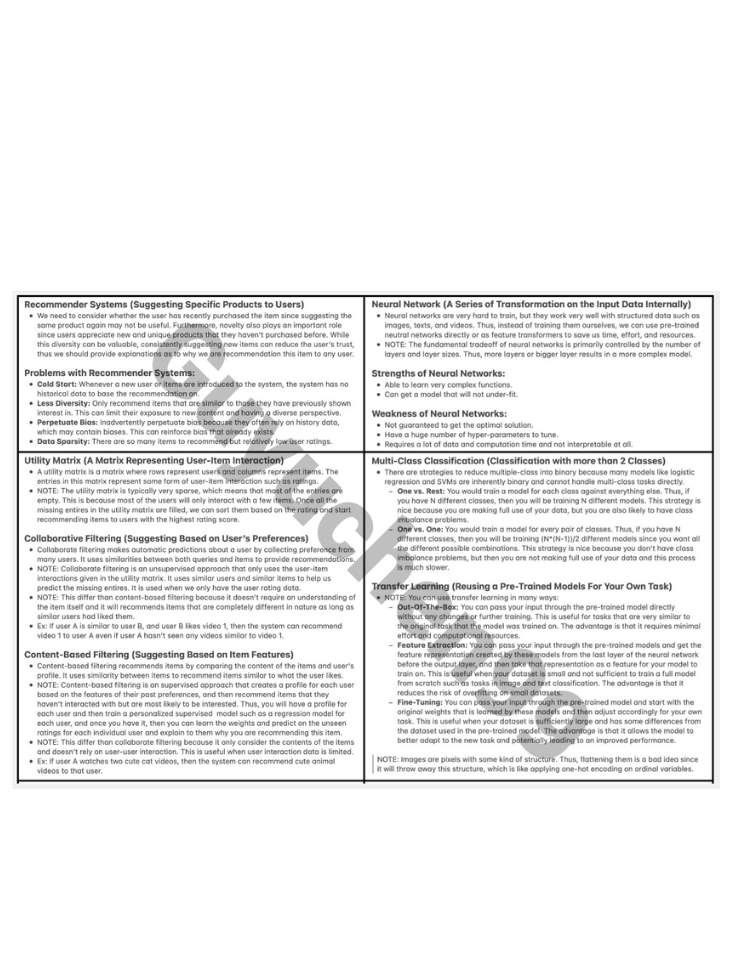 Recommender Systems (Suggesting Specific Products to Users)
We need to consider whether the user has recently purchased the item since suggesting the
same product again may not be useful. Furthermore, novelty also plays an important role
since users appreciate new and unique products that they haven't purchased before. While
this diversity can be valuable, consistently suggesting new items can reduce the user's trust,
thus we should provide explanations as to why we are recommendation this item to any user.
Problems with Recommender Systems:
Cold Start: Whenever a new user or items are introduced to the system, the system has no
historical data to base the recommendation on.
Less Diversity: Only recommend items that are similar to those they have previously shown
interest in. This can limit their exposure to new content and having a diverse perspective.
Perpetuate Bias: Inadvertently perpetuate bias because they often rely on history data,
which may contain biases. This can reinforce bias that already exists.
Data Sparsity: There are so many items to recommend but relatively low user ratings.
Utility Matrix (A Matrix Representing User-Item Interaction)
A utility matrix is a matrix where rows represent users and columns represent items. The
entries in this matrix represent some form of user-item interaction such as ratings.
NOTE: The utility matrix is typically very sparse, which means that most of the entries are
empty. This is because most of the users will only interact with a few items. Once all the
missing entries in the utility matrix are filled, we can sort them based on the rating and start
recommending items to users with the highest rating score.
Collaborative Filtering (Suggesting Based on User's Preferences)
Collaborate filtering makes automatic predictions about a user by collecting preference from
many users. It uses similarities between both queries and items to provide recommendations.
NOTE: Collaborate filtering is an unsupervised approach that only uses the user-item
interactions given in the utility matrix. It uses similar users and similar items to help us
predict the missing entires. It is used when we only have the user rating data.
NOTE: This differ than content-based filtering because it doesn't require an understanding of
the item itself and it will recommends items that are completely different in nature as long as
similar users had liked them.
Ex: If user A is similar to user B, and user B likes video 1, then the system can recommend
video 1 to user A even if user A hasn't seen any videos similar to video 1.
Content-Based Filtering (Suggesting Based on Item Features)
Content-based filtering recommends items by comparing the content of the items and user's
profile. It uses similarity between items to recommend items similar to what the user likes.
NOTE: Content-based filtering is an supervised approach that creates a profile for each user
based on the features of their past preferences, and then recommend items that they
haven't interacted with but are most likely to be interested. Thus, you will have a profile for
each user and then train a personalized supervised model such as a regression model for
each user, and once you have it, then you can learn the weights and predict on the unseen
ratings for each individual user and explain to them why you are recommending this item.
NOTE: This differ than collaborate filtering because it only consider the contents of the items
and doesn't rely on user-user interaction. This is useful when user interaction data is limited.
Ex: If user A watches two cute cat videos, then the system can recommend cute animal
videos to that user.
Neural Network (A Series of Transformation on the Input Data Internally)
Neural networks are very hard to train, but they work very well with structured data such as
images, texts, and videos. Thus, instead of training them ourselves, we can use pre-trained
neutral networks directly or as feature transformers to save us time, effort, and resources.
NOTE: The fundamental tradeoff of neural networks is primarily controlled by the number of
layers and layer sizes. Thus, more layers or bigger layer results in a more complex model.
Strengths of Neural Networks:
Able to learn very complex functions.
Can get a model that will not under-fit.
Weakness of Neural Networks:
Not guaranteed to get the optimal solution.
Have a huge number of hyper-parameters to tune.
Requires a lot of data and computation time and not interpretable at all.
Multi-Class Classification (Classification with more than 2 Classes)
There are strategies to reduce multiple-class into binary because many models like logistic
regression and SVMs are inherently binary and cannot handle multi-class tasks directly.
– One vs. Rest: You would train a model for each class against everything else. Thus, if
you have N different classes, then you will be training N different models. This strategy is
nice because you are making full use of your data, but you are also likely to have class
imbalance problems.
– One vs. One: You would train a model for every pair of classes. Thus, if you have N
different classes, then you will be training (N*(N-1))/2 different models since you want all
the different possible combinations. This strategy is nice because you don't have class
imbalance problems, but then you are not making full use of your data and this process
is much slower.
Transfer Learning (Reusing a Pre-Trained Models For Your Own Task)
NOTE: You can use transfer learning in many ways:
– Out-Of-The-Box: You can pass your input through the pre-trained model directly
without any changes or further training. This is useful for tasks that are very similar to
the original task that the model was trained on. The advantage is that it requires minimal
effort and computational resources.
– Feature Extraction: You can pass your input through the pre-trained models and get the
feature representation created by these models from the last layer of the neural network
before the output layer, and then take that representation as a feature for your model to
train on. This is useful when your dataset is small and not sufficient to train a full model
from scratch such as tasks in image and text classification. The advantage is that it
reduces the risk of overfitting on small datasets.
– Fine-Tuning: You can pass your input through the pre-trained model and start with the
original weights that is learned by these models and then adjust accordingly for your own
task. This is useful when your dataset is sufficiently large and has some differences from
the dataset used in the pre-trained model. The advantage is that it allows the model to
better adapt to the new task and potentially leading to an improved performance.
NOTE: Images are pixels with some kind of structure. Thus, flattening them is a bad idea since
it will throw away this structure, which is like applying one-hot encoding on ordinal variables.